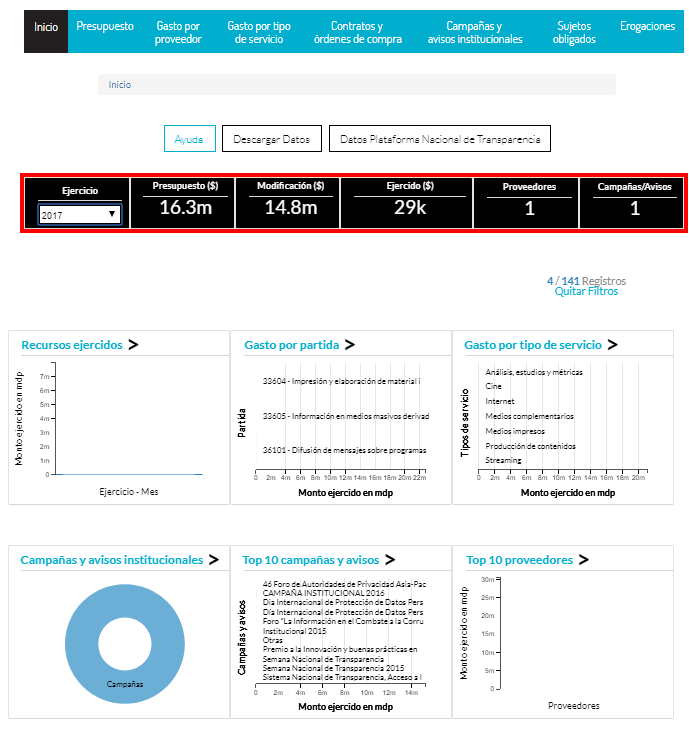 Inicio
Presupuesto
Gasto por
proveedor
Gasto por tipo
de servicio
Contratos y
órdenes de compra
Campañas y
avisos institucionales
Sujetos
obligados
Erogaciones
Inicio
Ayuda
Descargar Datos
Datos Plataforma Nacional de Transparencia
Ejercicio
2017
Presupuesto ($)
16.3m
Modificación ($)
14.8m
Ejercido ($)
29k
Proveedores
1
Campañas/Avisos
1
4 / 141 Registros
Quitar Filtros
Recursos ejercidos >
Monto ejercido en mdp
7m
6m
5m
4m
3m
2m
1m
0
Ejercicio - Mes
Gasto por partida >
Partida
33604 - Impresión y elaboración de material i
33605 - Información en medios masivos derivad
36101 - Difusión de mensajes sobre programas
0 2m 4m 6m 8m 10m 12m 14m 16m 18m 20m 22m
Monto ejercido en mdp
Gasto por tipo de servicio >
Tipos de servicio
Análisis, estudios y métricas
Cine
Internet
Medios complementarios
Medios impresos
Producción de contenidos
Streaming
0 2m 4m 6m 8m 10m 12m 14m 16m 18m 20m
Monto ejercido en mdp
Campañas y avisos institucionales >
Campañas
Top 10 campañas y avisos >
Campañas y avisos
46 Foro de Autoridades de Privacidad Asia-Pac
CAMPAÑA INSTITUCIONAL 2016
Dia Internacional de Protección de Datos Pers
Día Internacional de Protección de Datos Pers
Foro "La Información en el Combate a la Corru
Institucional 2015
Otras
Premio a la Innovación y buenas prácticas en
Semana Nacional de Transparencia
Semana Nacional de Transparencia 2015
Sistema Nacional de Transparencia, Acceso a l
0 2m 4m 6m 8m 10m 12m 14m
Monto ejercido en mdp
Top 10 proveedores >
Monto ejercido en mdp
30m
25m
20m
15m
10m
5m
0
Proveedores